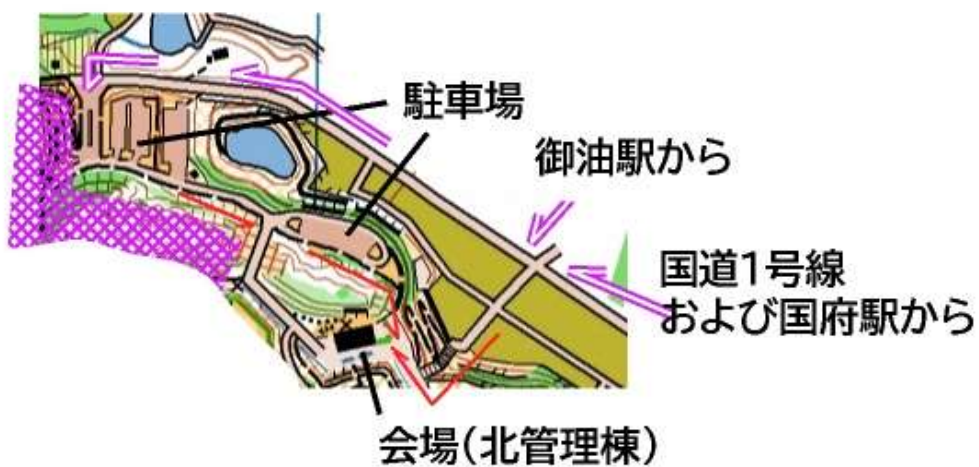 駐車場
御油駅から
国道1号線
および国府駅から
会場(北管理棟)